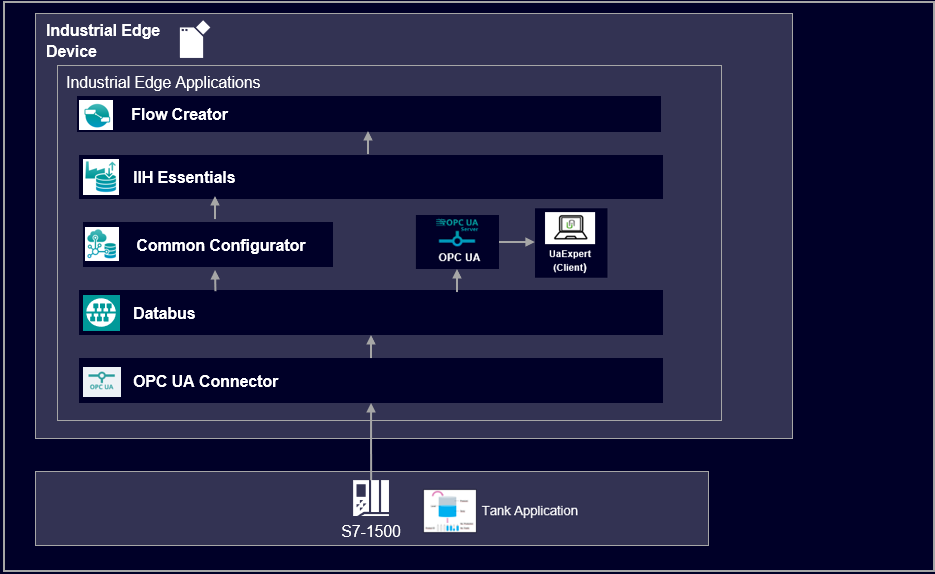 Industrial Edge
Device
Industrial Edge Applications
Flow Creator
IIH Essentials
Common Configurator
OPC UA
Server
OPC UA
UaExpert
(Client)
Databus
OPC UA
OPC UA Connector
S7-1500
Tank Application